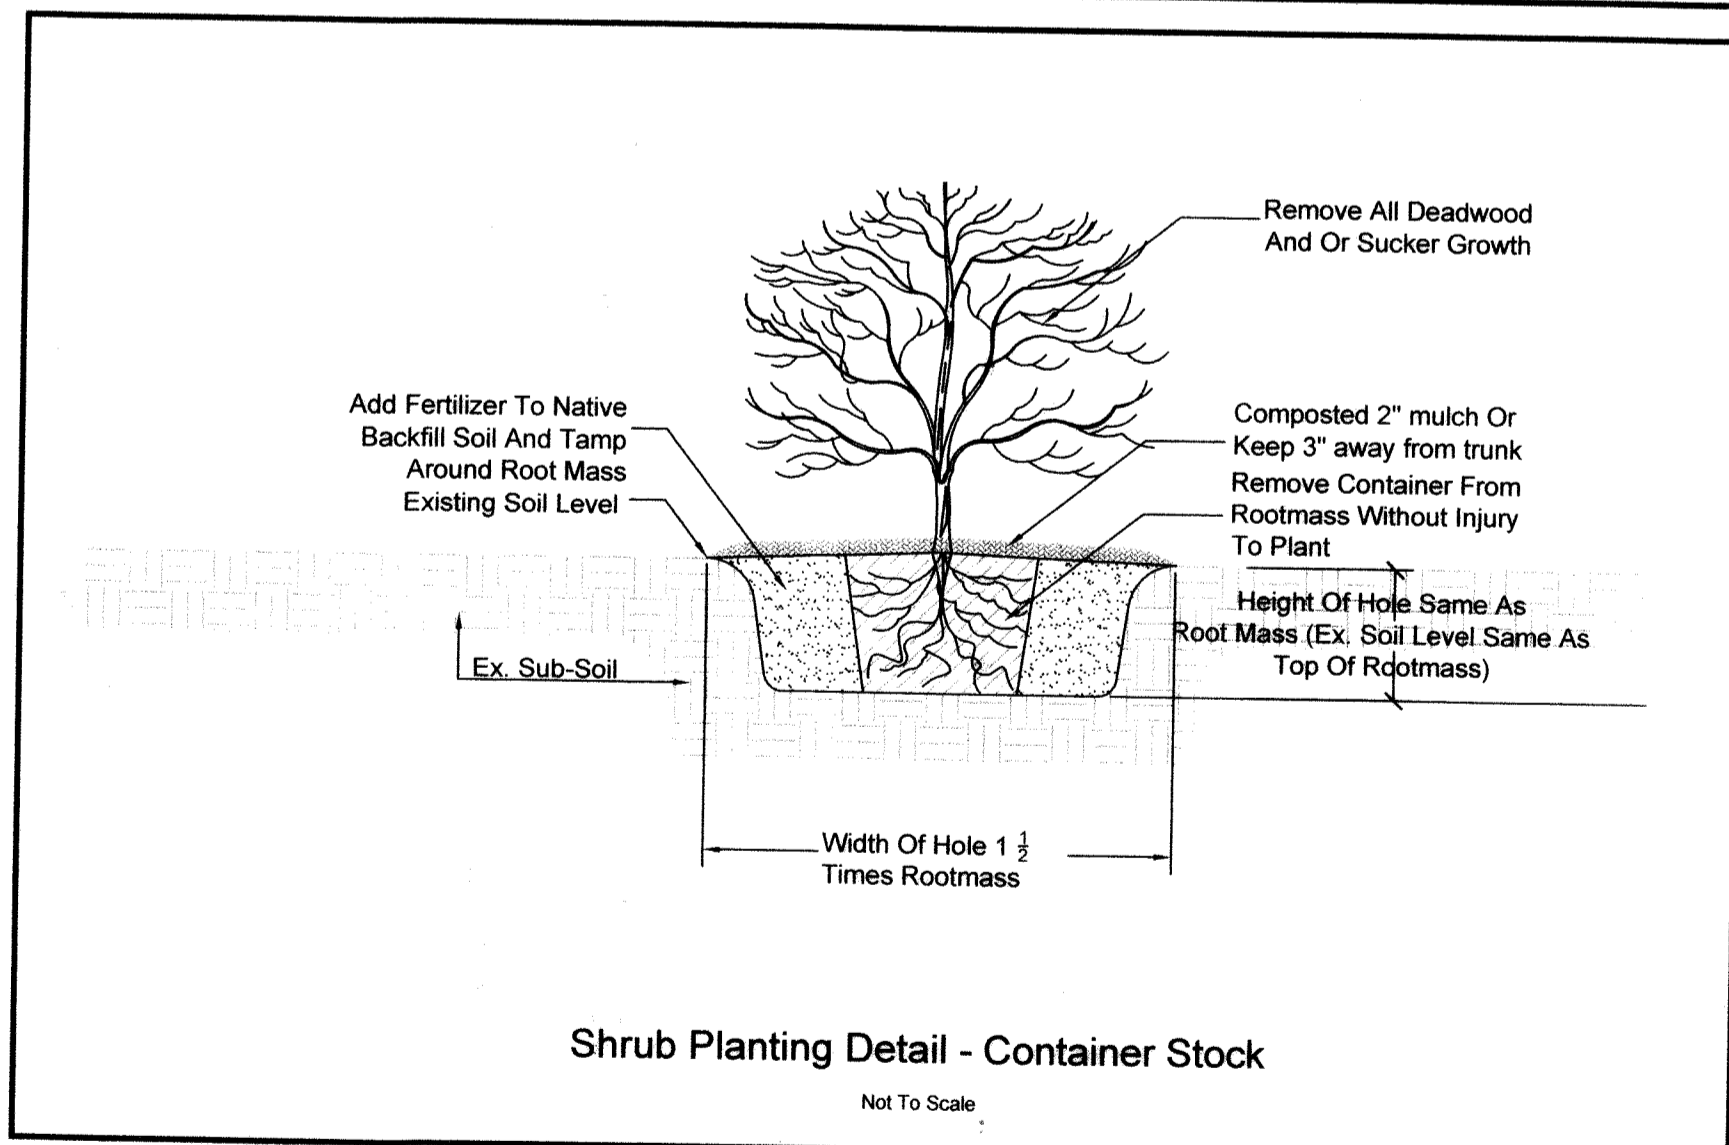 Remove All Deadwood
And Or Sucker Growth
Add Fertilizer To Native
Backfill Soil And Tamp
Around Root Mass
Existing Soil Level
Composted 2" mulch Or
Keep 3" away from trunk
Remove Container From
Rootmass Without Injury
To Plant
Height Of Hole Same As
Root Mass (Ex. Soil Level Same As
Top Of Rootmass)
Ex. Sub-Soil
Width Of Hole 1 1/2
Times Rootmass
Shrub Planting Detail - Container Stock
Not To Scale